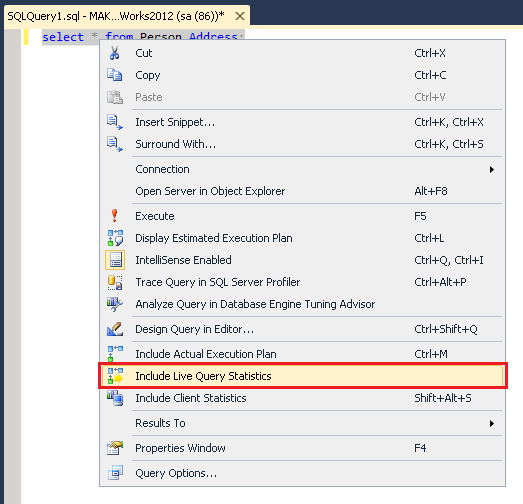 SQLQuery1.sql - MAK...Works2012 (sa (86))*
select * from Person.Address;
Cut Ctrl+X
Copy Ctrl+C
Paste Ctrl+V
Insert Snippet... Ctrl+K, Ctrl+X
Surround With... Ctrl+K, Ctrl+S
Connection
Open Server in Object Explorer Alt+F8
Execute F5
Display Estimated Execution Plan Ctrl+L
IntelliSense Enabled Ctrl+Q, Ctrl+I
Trace Query in SQL Server Profiler Ctrl+Alt+P
Analyze Query in Database Engine Tuning Advisor
Design Query in Editor... Ctrl+Shift+Q
Include Actual Execution Plan Ctrl+M
Include Live Query Statistics
Include Client Statistics Shift+Alt+S
Results To
Properties Window F4
Query Options...